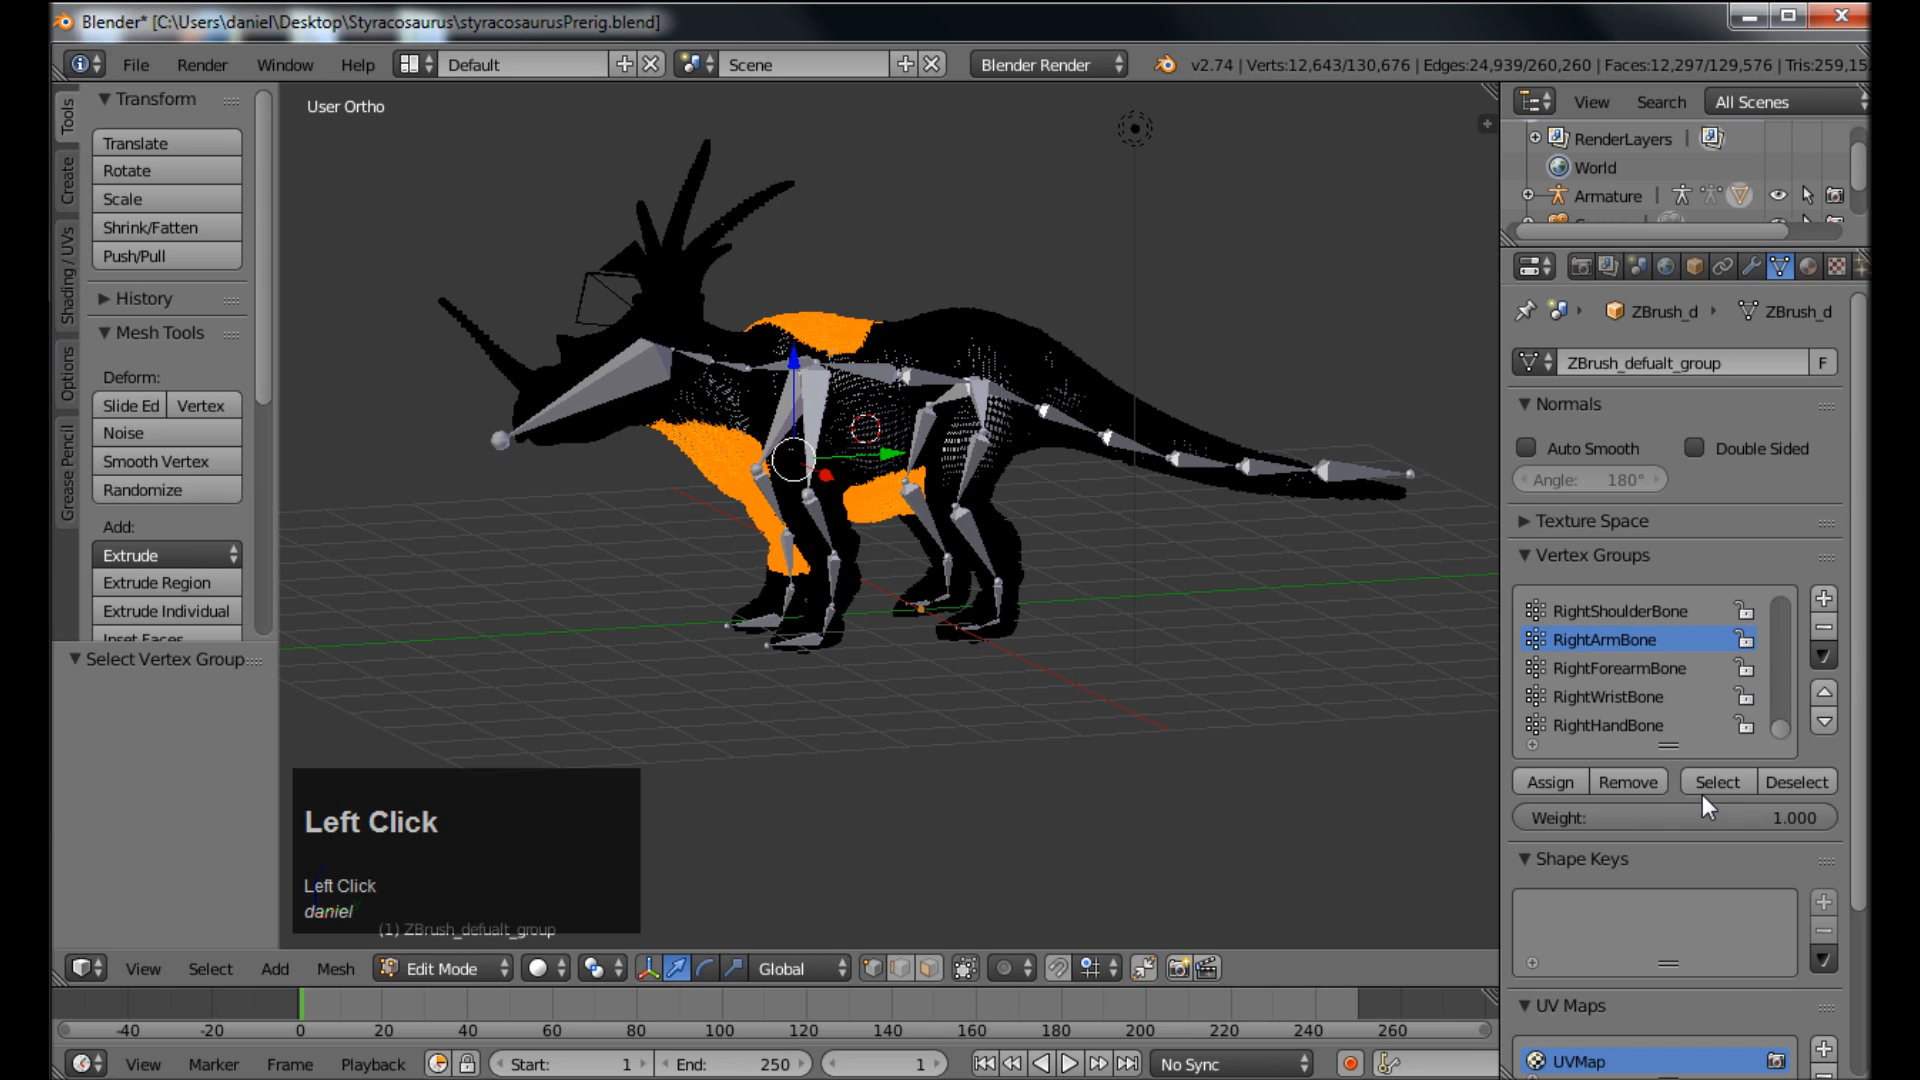 Blender* [C:\Users\daniel\Desktop\Styracosaurus\styracosaurusPrerig.blend]
File Render Window Help Default Scene Blender Render v2.74 | Verts:12,643/130,676 | Edges:24,939/260,260 | Faces:12,297/129,576 | Tris:259,15
Tools
Create
Shading / UVs
Options
Grease Pencil
Transform
Translate
Rotate
Scale
Shrink/Fatten
Push/Pull
History
Mesh Tools
Deform:
Slide Ed Vertex
Noise
Smooth Vertex
Randomize
Add:
Extrude
Extrude Region
Extrude Individual
Inset Faces
Select Vertex Group
User Ortho
Left Click
Left Click
daniel
(1) ZBrush_defualt_group
View Select Add Mesh Edit Mode Global
-40 -20 0 20 40 60 80 100 120 140 160 180 200 220 240 260
View Marker Frame Playback Start: 1 End: 250 1 No Sync
View Search All Scenes
RenderLayers |
World
Armature |
ZBrush_d ZBrush_d
ZBrush_defualt_group F
Normals
Auto Smooth Double Sided
Angle: 180°
Texture Space
Vertex Groups
RightShoulderBone
RightArmBone
RightForearmBone
RightWristBone
RightHandBone
Assign Remove Select Deselect
Weight: 1.000
Shape Keys
UV Maps
UVMap